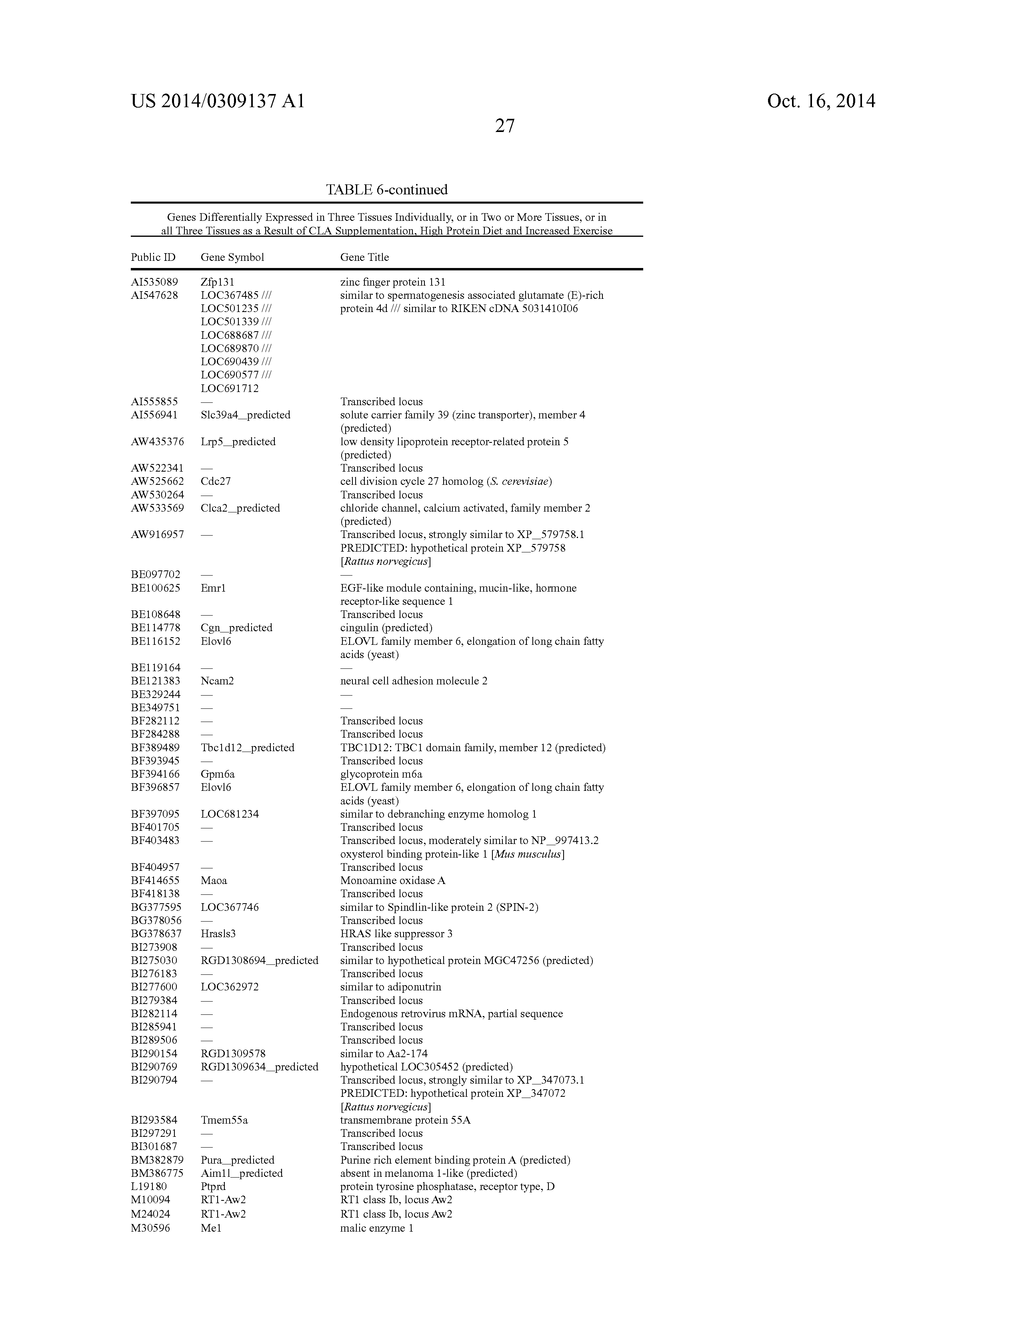 US 2014/0309137 A1 Oct. 16, 2014
27
TABLE 6-continued
Genes Differentially Expressed in Three Tissues Individually, or in Two or More Tissues, or in
all Three Tissues as a Result of CLA Supplementation, High Protein Diet and Increased Exercise
Public ID Gene Symbol Gene Title
AI535089 Zfp131 zinc finger protein 131
AI547628 LOC367485 /// similar to spermatogenesis associated glutamate (E)-rich
LOC501235 /// protein 4d /// similar to RIKEN cDNA 5031410I06
LOC501339 ///
LOC688687 ///
LOC689870 ///
LOC690439 ///
LOC690577 ///
LOC691712
AI555855 — Transcribed locus
AI556941 Slc39a4_predicted solute carrier family 39 (zinc transporter), member 4
(predicted)
AW435376 Lrp5_predicted low density lipoprotein receptor-related protein 5
(predicted)
AW522341 — Transcribed locus
AW525662 Cdc27 cell division cycle 27 homolog (S. cerevisiae)
AW530264 — Transcribed locus
AW533569 Clca2_predicted chloride channel, calcium activated, family member 2
(predicted)
AW916957 — Transcribed locus, strongly similar to XP_579758.1
PREDICTED: hypothetical protein XP_579758
[Rattus norvegicus]
BE097702 — —
BE100625 Emr1 EGF-like module containing, mucin-like, hormone
receptor-like sequence 1
BE108648 — Transcribed locus
BE114778 Cgn_predicted cingulin (predicted)
BE116152 Elovl6 ELOVL family member 6, elongation of long chain fatty
acids (yeast)
BE119164 — —
BE121383 Ncam2 neural cell adhesion molecule 2
BE329244 — —
BE349751 — —
BF282112 — Transcribed locus
BF284288 — Transcribed locus
BF389489 Tbc1d12_predicted TBC1D12: TBC1 domain family, member 12 (predicted)
BF393945 — Transcribed locus
BF394166 Gpm6a glycoprotein m6a
BF396857 Elovl6 ELOVL family member 6, elongation of long chain fatty
acids (yeast)
BF397095 LOC681234 similar to debranching enzyme homolog 1
BF401705 — Transcribed locus
BF403483 — Transcribed locus, moderately similar to NP_997413.2
oxysterol binding protein-like 1 [Mus musculus]
BF404957 — Transcribed locus
BF414655 Maoa Monoamine oxidase A
BF418138 — Transcribed locus
BG377595 LOC367746 similar to Spindlin-like protein 2 (SPIN-2)
BG378056 — Transcribed locus
BG378637 Hrasls3 HRAS like suppressor 3
BI273908 — Transcribed locus
BI275030 RGD1308694_predicted similar to hypothetical protein MGC47256 (predicted)
BI276183 — Transcribed locus
BI277600 LOC362972 similar to adiponutrin
BI279384 — Transcribed locus
BI282114 — Endogenous retrovirus mRNA, partial sequence
BI285941 — Transcribed locus
BI289506 — Transcribed locus
BI290154 RGD1309578 similar to Aa2-174
BI290769 RGD1309634_predicted hypothetical LOC305452 (predicted)
BI290794 — Transcribed locus, strongly similar to XP_347073.1
PREDICTED: hypothetical protein XP_347072
[Rattus norvegicus]
BI293584 Tmem55a transmembrane protein 55A
BI297291 — Transcribed locus
BI301687 — Transcribed locus
BM382879 Pura_predicted Purine rich element binding protein A (predicted)
BM386775 Aim1l_predicted absent in melanoma 1-like (predicted)
L19180 Ptprd protein tyrosine phosphatase, receptor type, D
M10094 RT1-Aw2 RT1 class Ib, locus Aw2
M24024 RT1-Aw2 RT1 class Ib, locus Aw2
M30596 Me1 malic enzyme 1